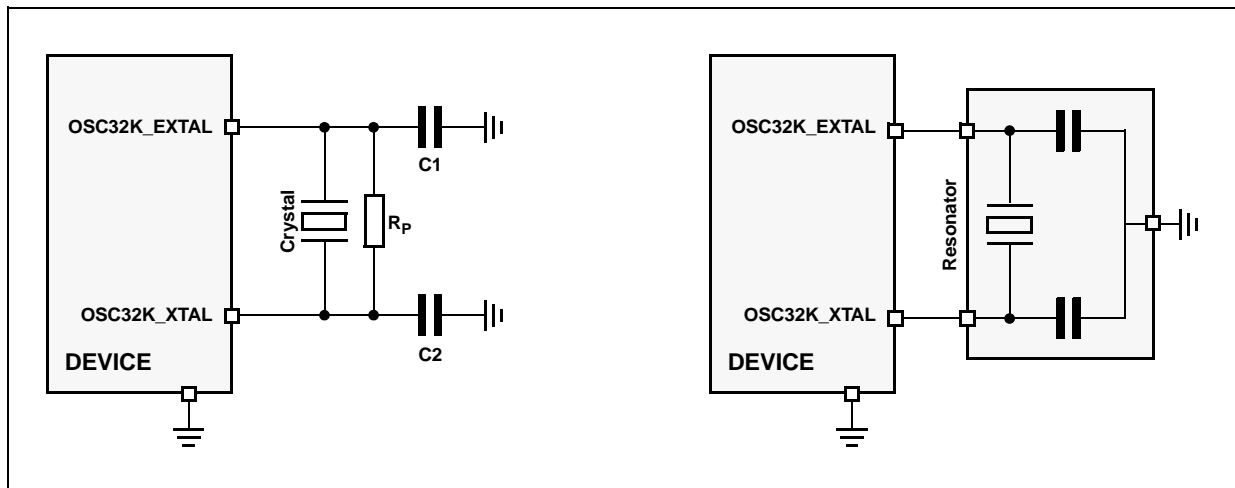 OSC32K_EXTAL
C1
Crystal
RP
OSC32K_XTAL
C2
DEVICE
OSC32K_EXTAL
Resonator
OSC32K_XTAL
DEVICE